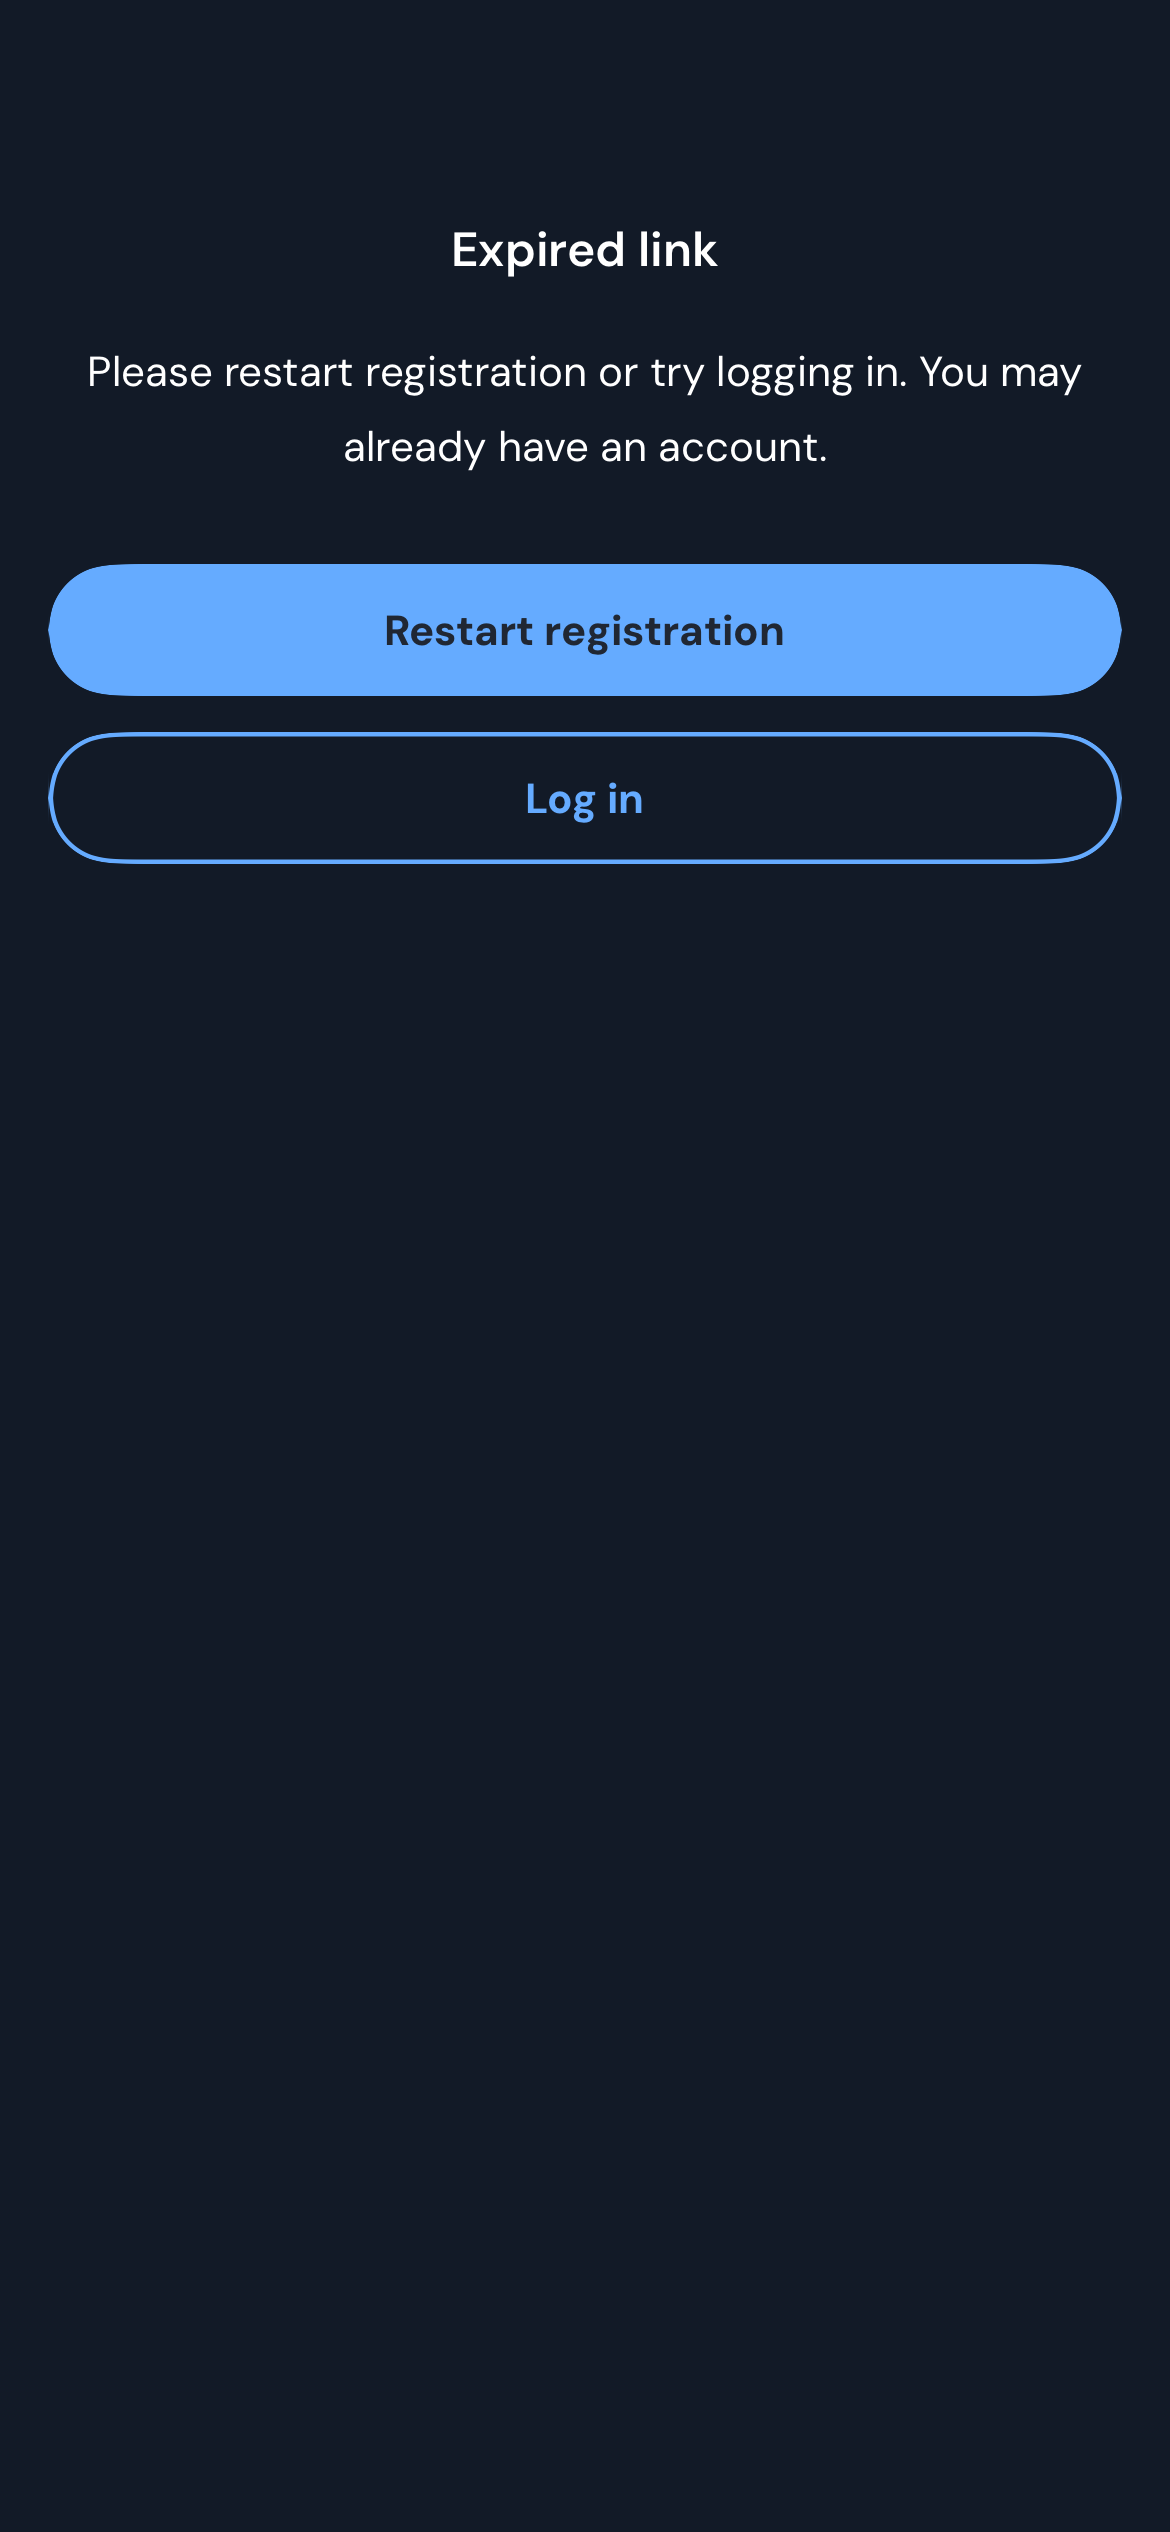 Expired link
Please restart registration or try logging in. You may
already have an account.
Restart registration
Log in